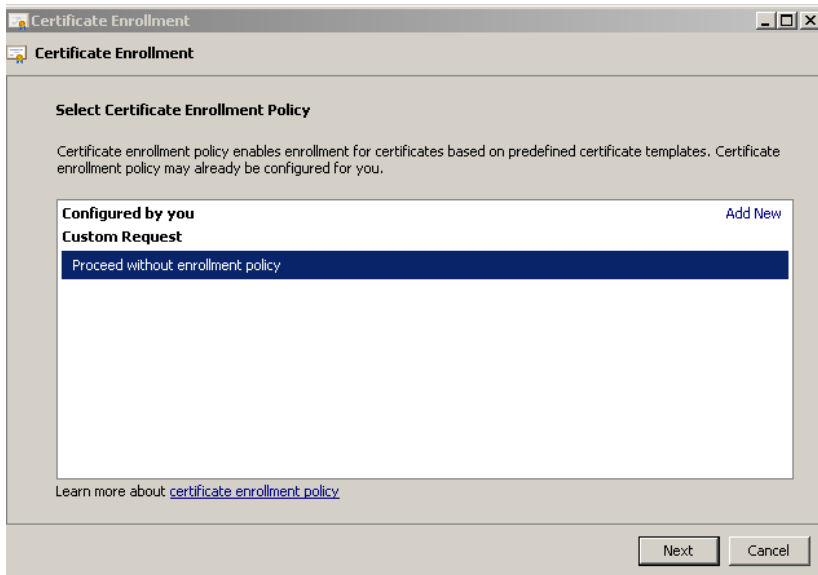 Certificate Enrollment
Certificate Enrollment
Select Certificate Enrollment Policy
Certificate enrollment policy enables enrollment for certificates based on predefined certificate templates. Certificate
enrollment policy may already be configured for you.
Configured by you Add New
Custom Request
Proceed without enrollment policy
Learn more about certificate enrollment policy
Next Cancel